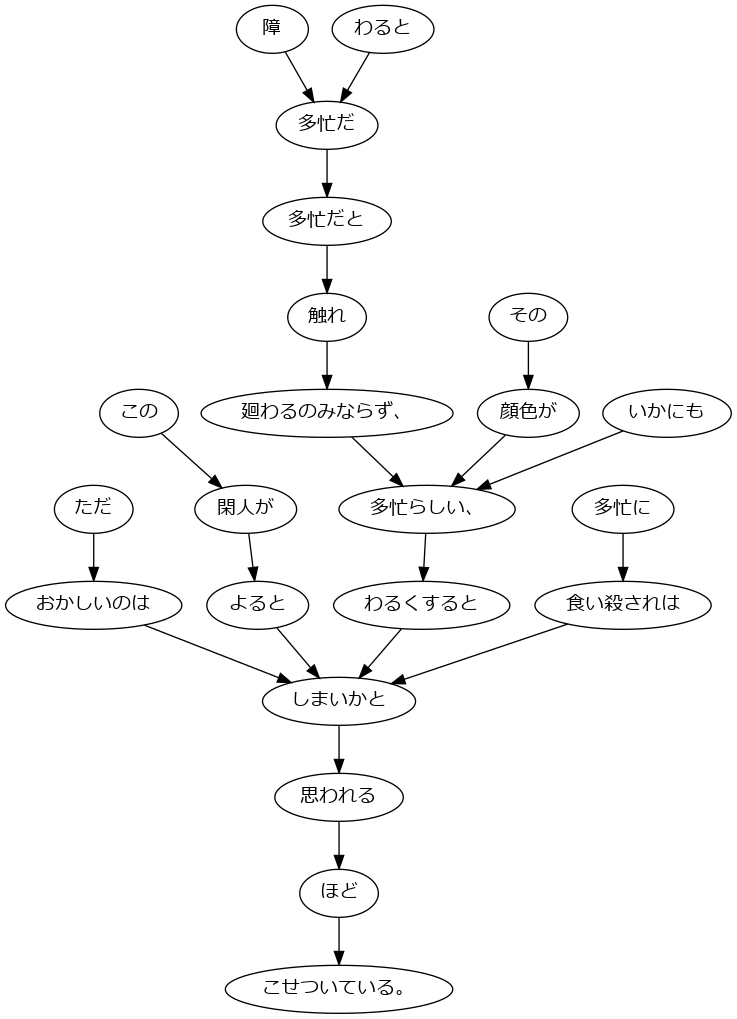 障
わると
多忙だ
多忙だと
触れ
その
この
廻わるのみならず、
顔色が
いかにも
ただ
閑人が
多忙らしい、
多忙に
おかしいのは
よると
わるくすると
食い殺されは
しまいかと
思われる
ほど
こせついている。